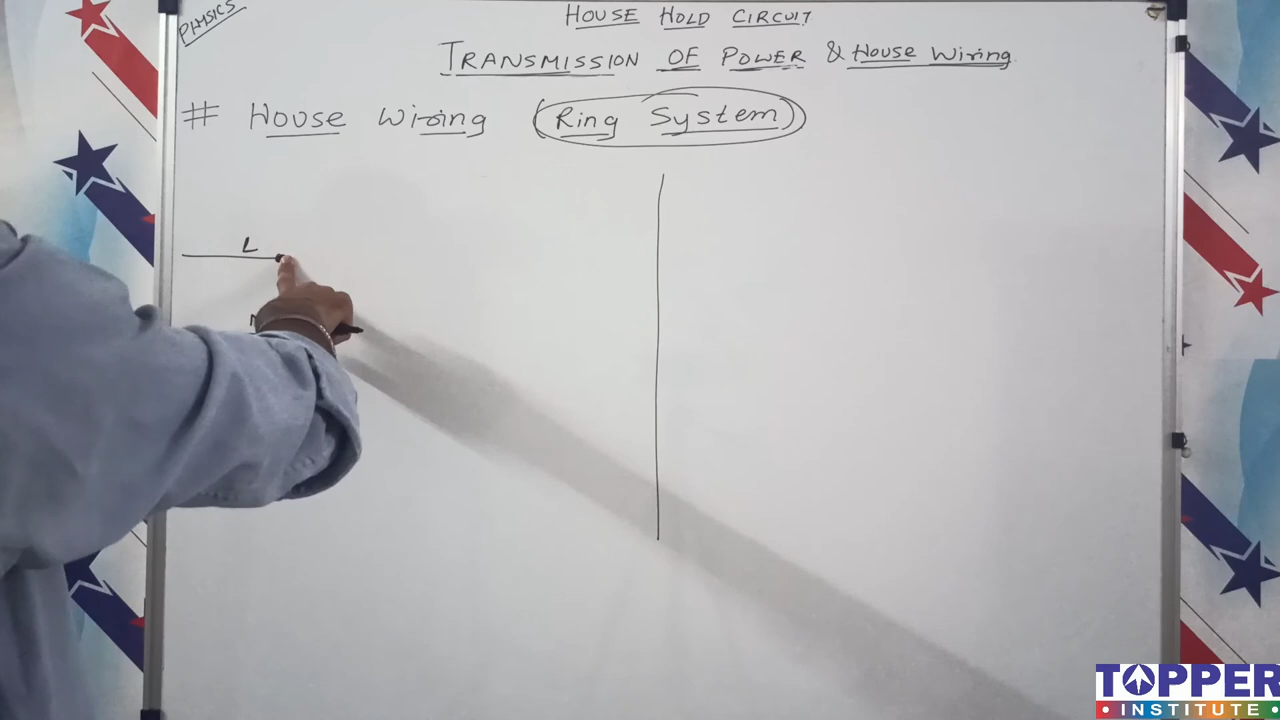 PHYSICS
HOUSE HOLD CIRCUIT
TRANSMISSION OF POWER & HOUSE WIRING
# HOUSE Wiring (Ring System)
L
TOPPER
INSTITUTE